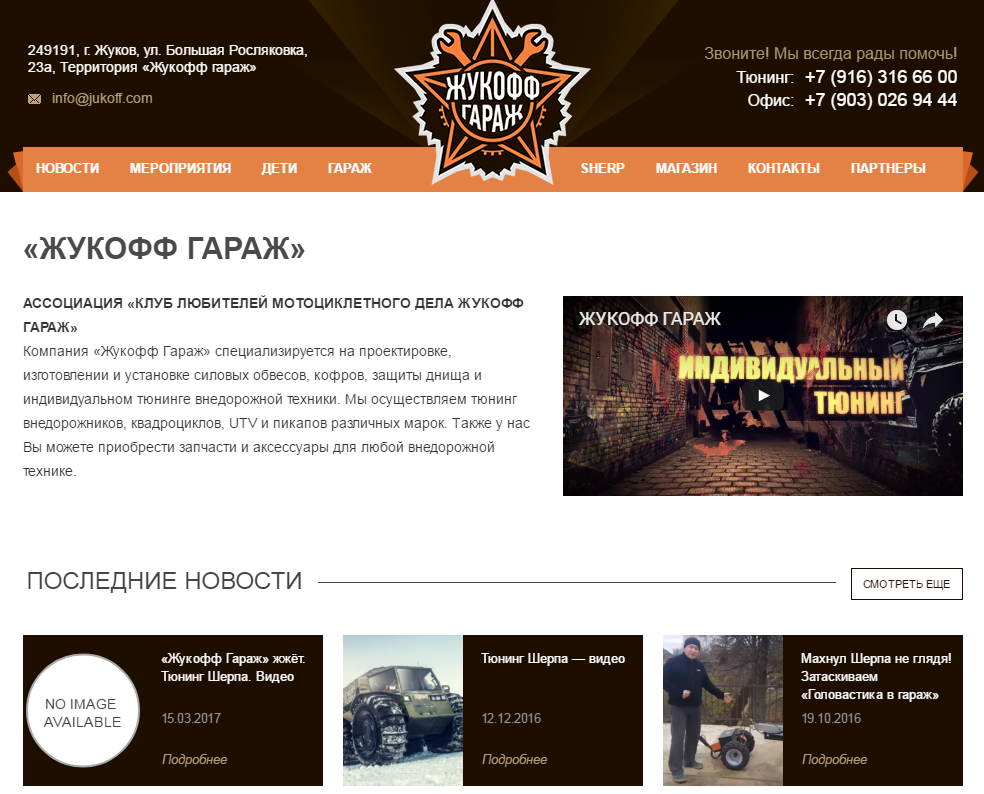 249191, г. Жуков, ул. Большая Росляковка,
23а, Территория «Жукофф гараж»
info@jukoff.com
ЖУКОФФ
ГАРАЖ
Звоните! Мы всегда рады помочь!
Тюнинг: +7 (916) 316 66 00
Офис: +7 (903) 026 94 44
НОВОСТИ МЕРОПРИЯТИЯ ДЕТИ ГАРАЖ SHERP МАГАЗИН КОНТАКТЫ ПАРТНЕРЫ
«ЖУКОФФ ГАРАЖ»
АССОЦИАЦИЯ «КЛУБ ЛЮБИТЕЛЕЙ МОТОЦИКЛЕТНОГО ДЕЛА ЖУКОФФ
ГАРАЖ»
Компания «Жукофф Гараж» специализируется на проектировке,
изготовлении и установке силовых обвесов, кофров, защиты днища и
индивидуальном тюнинге внедорожной техники. Мы осуществляем тюнинг
внедорожников, квадроциклов, UTV и пикапов различных марок. Также у нас
Вы можете приобрести запчасти и аксессуары для любой внедорожной
технике.
ЖУКОФФ ГАРАЖ
ИНДИВИДУАЛЬНЫЙ
ТЮНИНГ
ПОСЛЕДНИЕ НОВОСТИ
СМОТРЕТЬ ЕЩЕ
NO IMAGE
AVAILABLE
«Жукофф Гараж» жжёт.
Тюнинг Шерпа. Видео
15.03.2017
Подробнее
Тюнинг Шерпа — видео
12.12.2016
Подробнее
Махнул Шерпа не глядя!
Затаскиваем
«Головастика в гараж»
19.10.2016
Подробнее